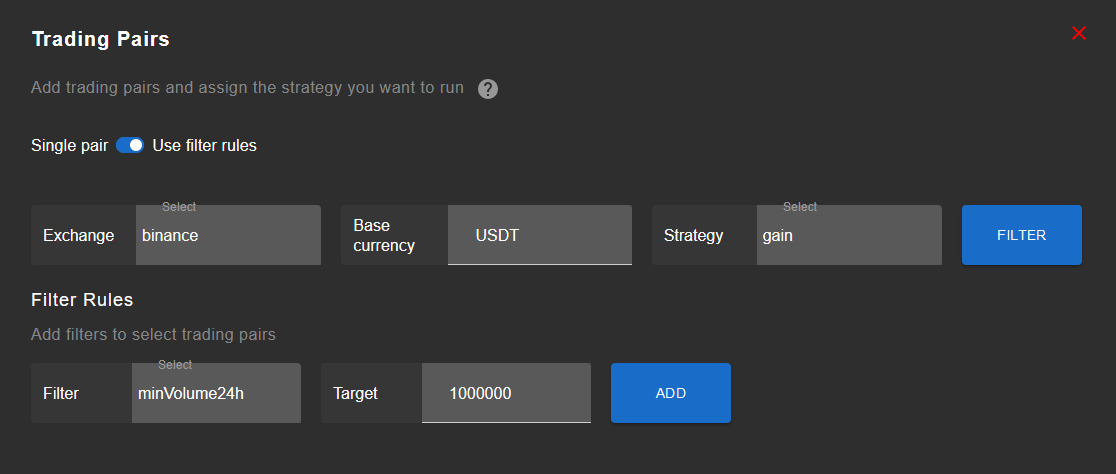 Trading Pairs
Add trading pairs and assign the strategy you want to run ?
Single pair Use filter rules
Exchange Select binance Base currency USDT Strategy Select gain FILTER
Filter Rules
Add filters to select trading pairs
Filter Select minVolume24h Target 1000000 ADD